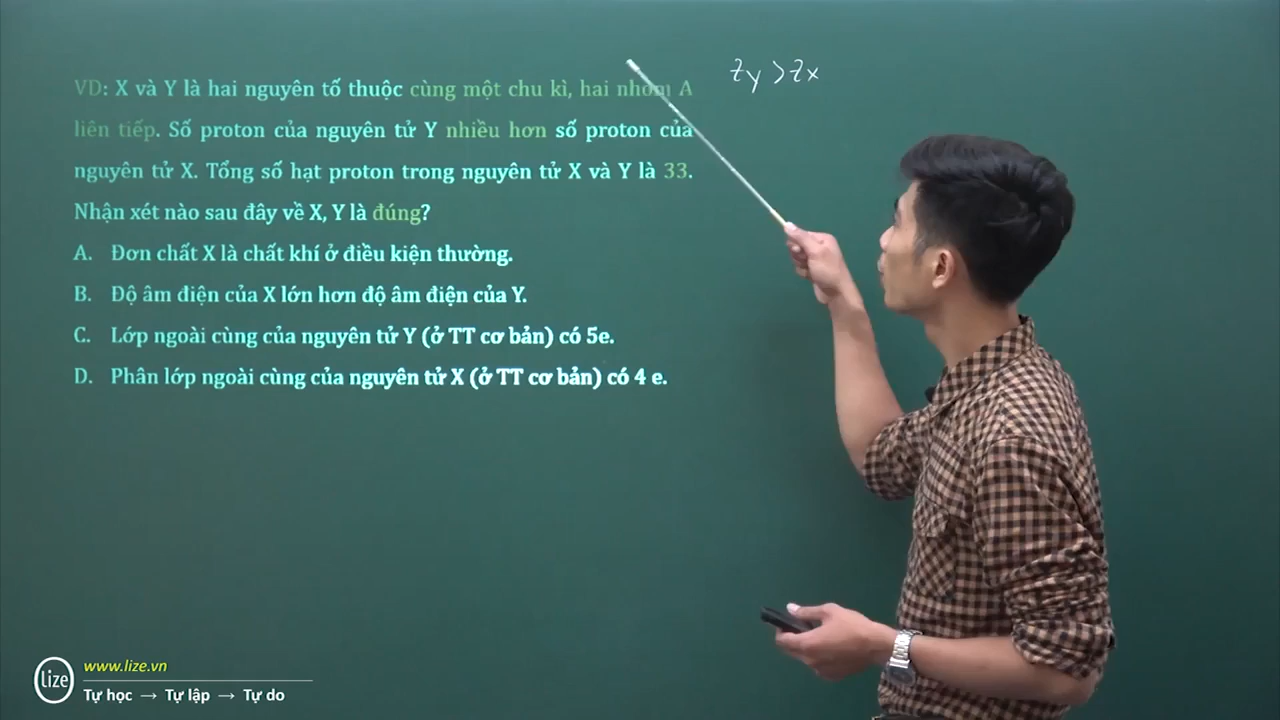 VD: X và Y là hai nguyên tố thuộc cùng một chu kì, hai nhóm A
liên tiếp. Số proton của nguyên tử Y nhiều hơn số proton của
nguyên tử X. Tổng số hạt proton trong nguyên tử X và Y là 33.
Nhận xét nào sau đây về X, Y là đúng?
A. Đơn chất X là chất khí ở điều kiện thường.
B. Độ âm điện của X lớn hơn độ âm điện của Y.
C. Lớp ngoài cùng của nguyên tử Y (ở TT cơ bản) có 5e.
D. Phân lớp ngoài cùng của nguyên tử X (ở TT cơ bản) có 4 e.
Zy > Zx
lize
www.lize.vn
Tự học → Tự lập → Tự do